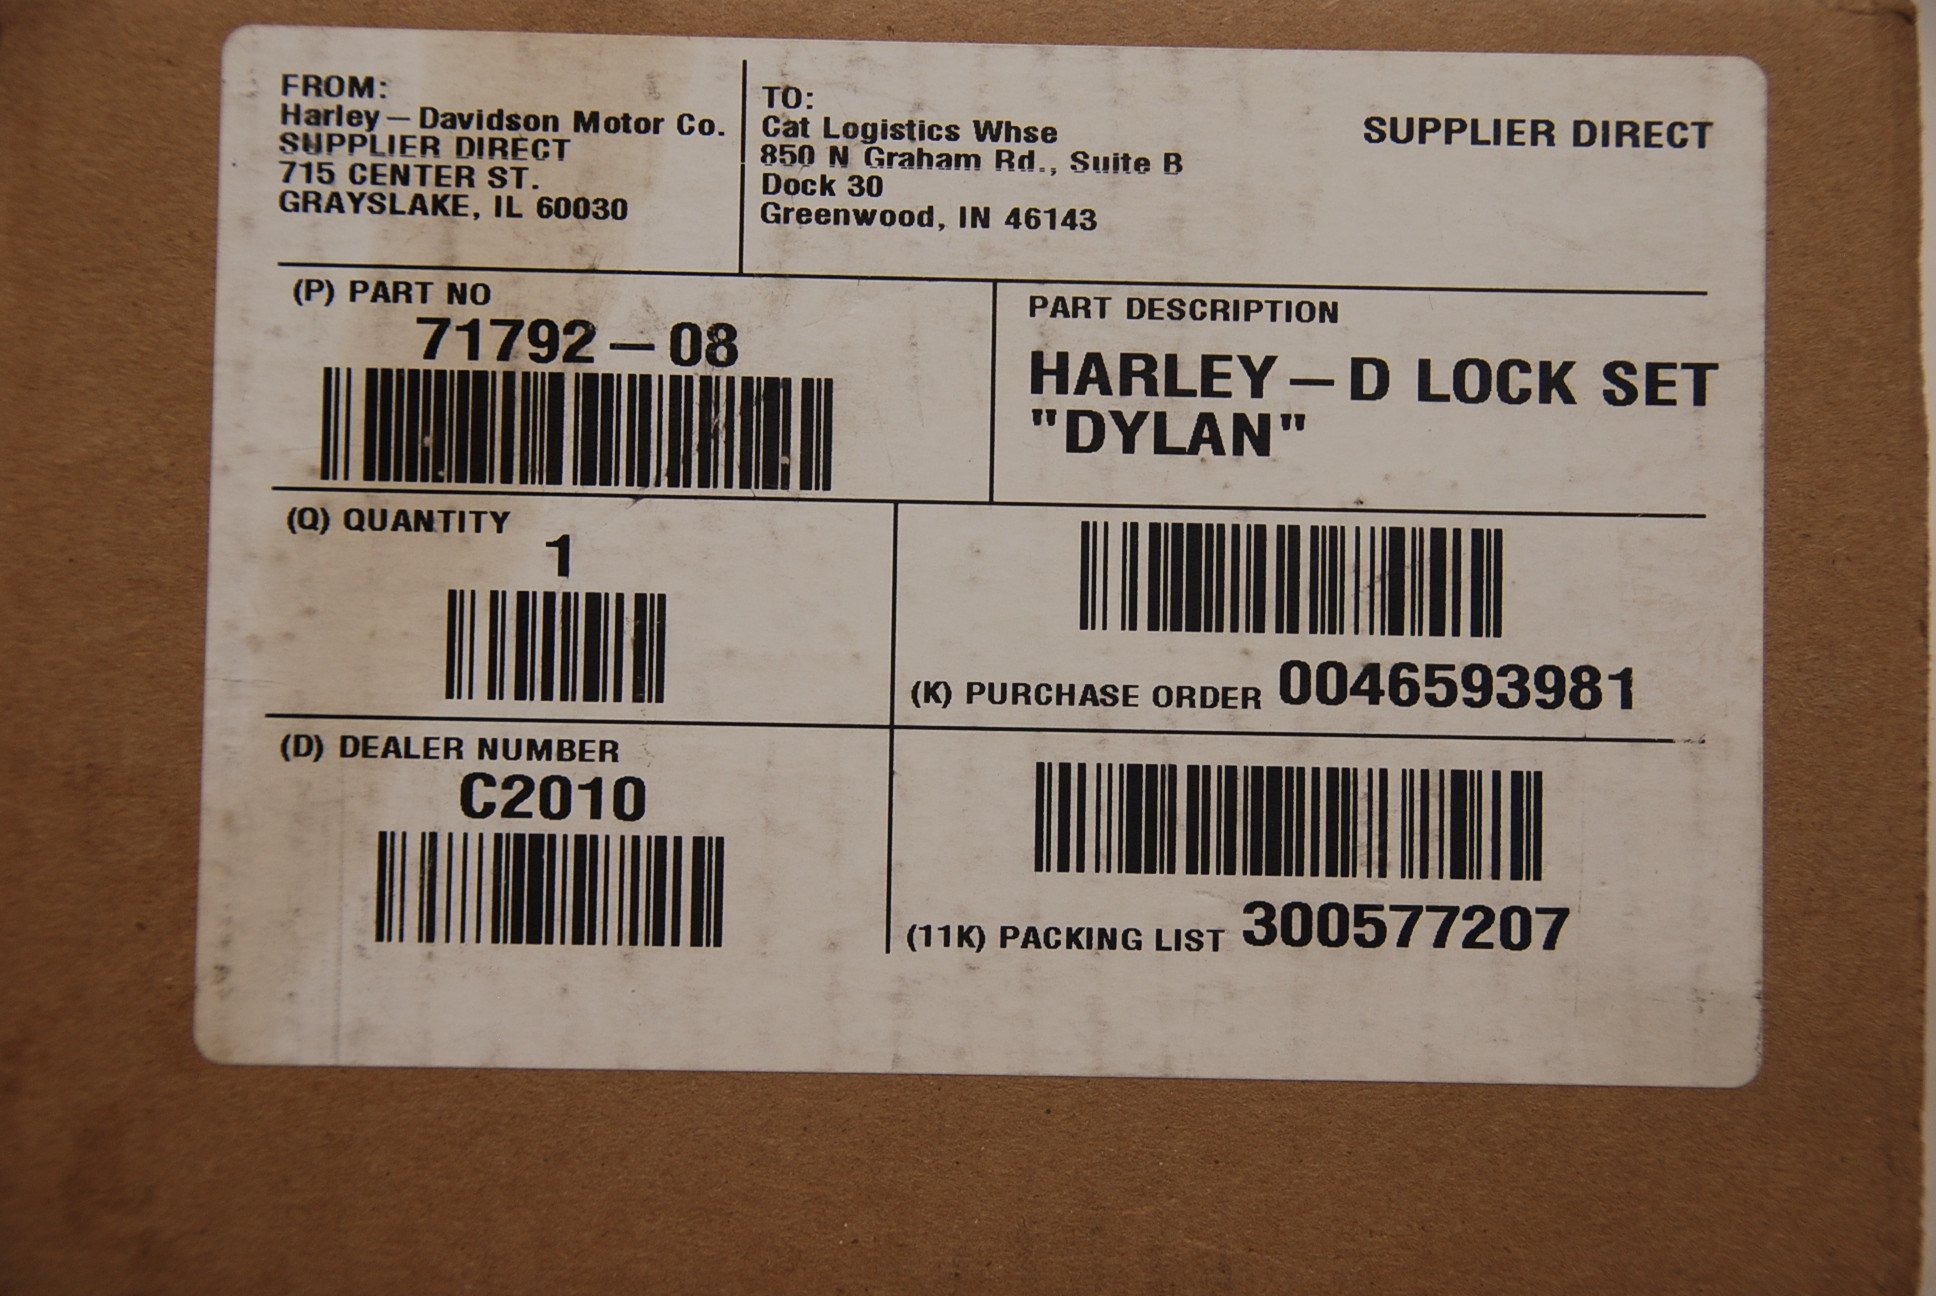 FROM:
Harley-Davidson Motor Co.
SUPPLIER DIRECT
715 CENTER ST.
GRAYSLAKE, IL 60030
TO:
Cat Logistics Whse
850 N Graham Rd., Suite B
Dock 30
Greenwood, IN 46143
SUPPLIER DIRECT
(P) PART NO
71792-08
PART DESCRIPTION
HARLEY-D LOCK SET
"DYLAN"
(Q) QUANTITY
1
(K) PURCHASE ORDER 0046593981
(D) DEALER NUMBER
C2010
(11K) PACKING LIST 300577207